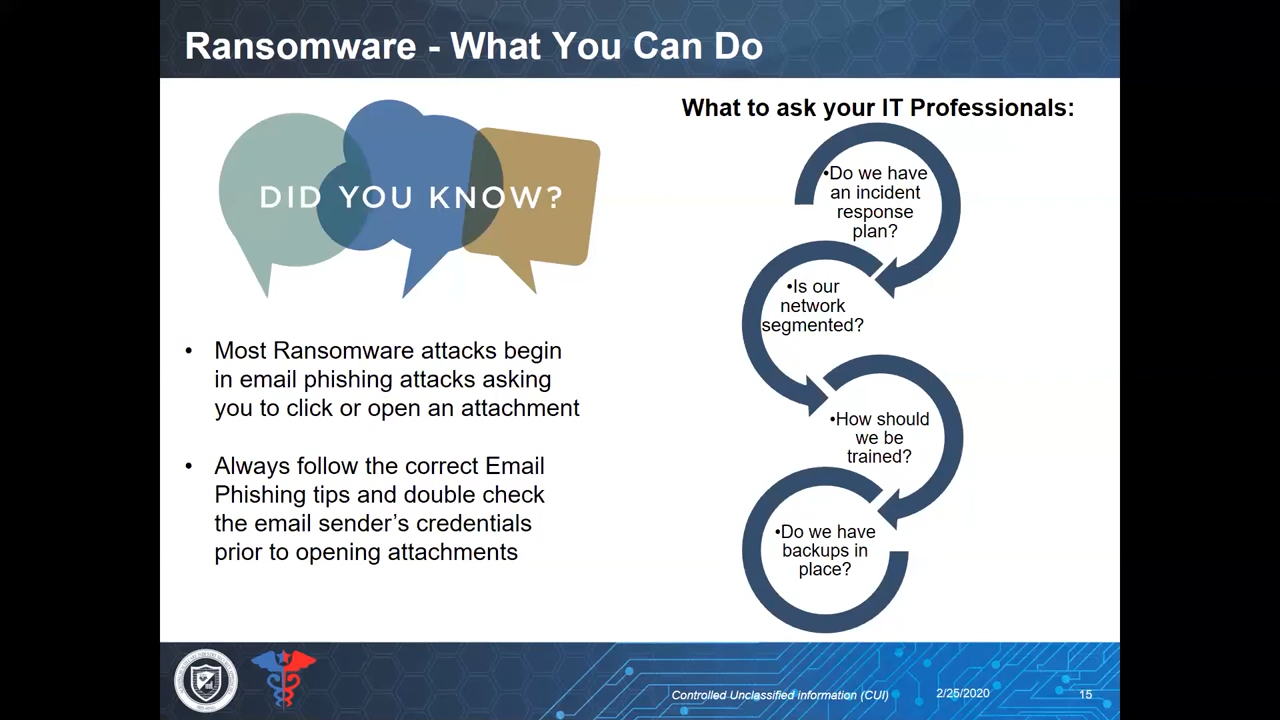 Ransomware - What You Can Do
DID YOU KNOW?
• Most Ransomware attacks begin
in email phishing attacks asking
you to click or open an attachment
• Always follow the correct Email
Phishing tips and double check
the email sender’s credentials
prior to opening attachments
What to ask your IT Professionals:
•Do we have
an incident
response
plan?
•Is our
network
segmented?
•How should
we be
trained?
•Do we have
backups in
place?
Controlled Unclassified information (CUI)
2/25/2020
15